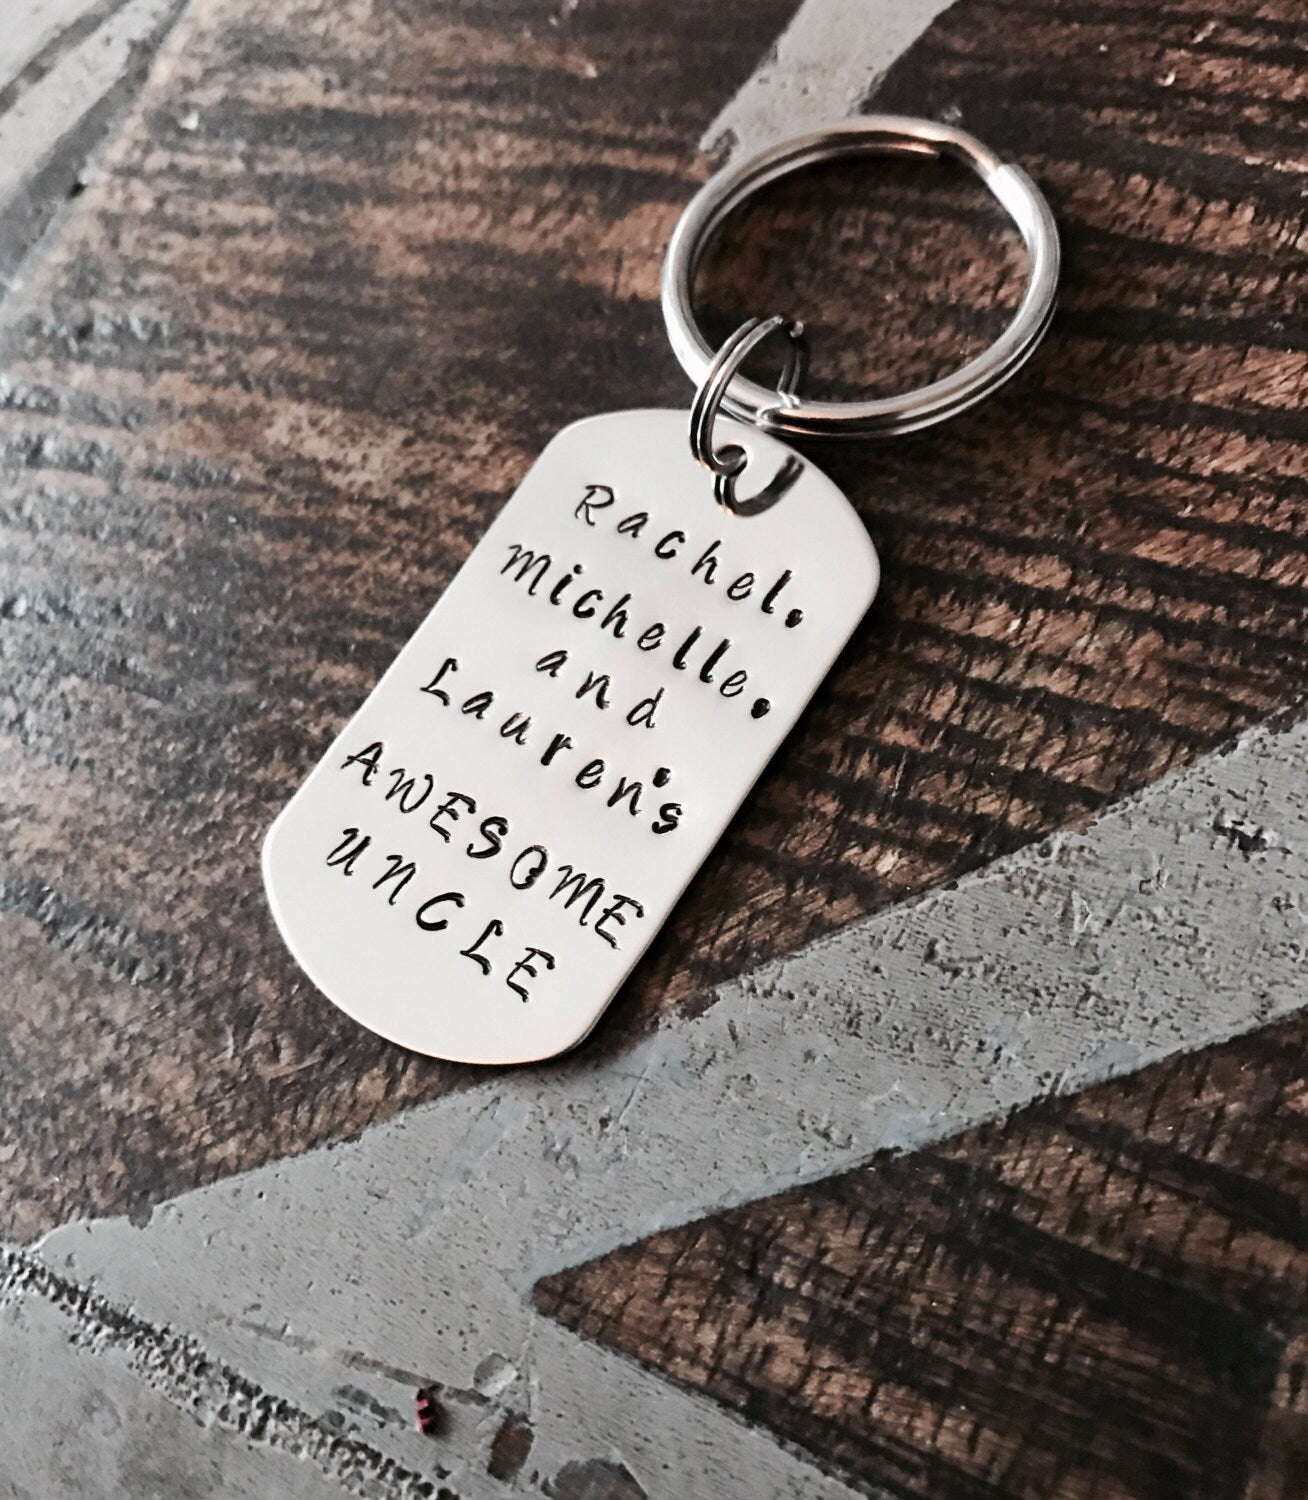 Rachel,
Michelle,
and
Lauren's
AWESOME
UNCLE